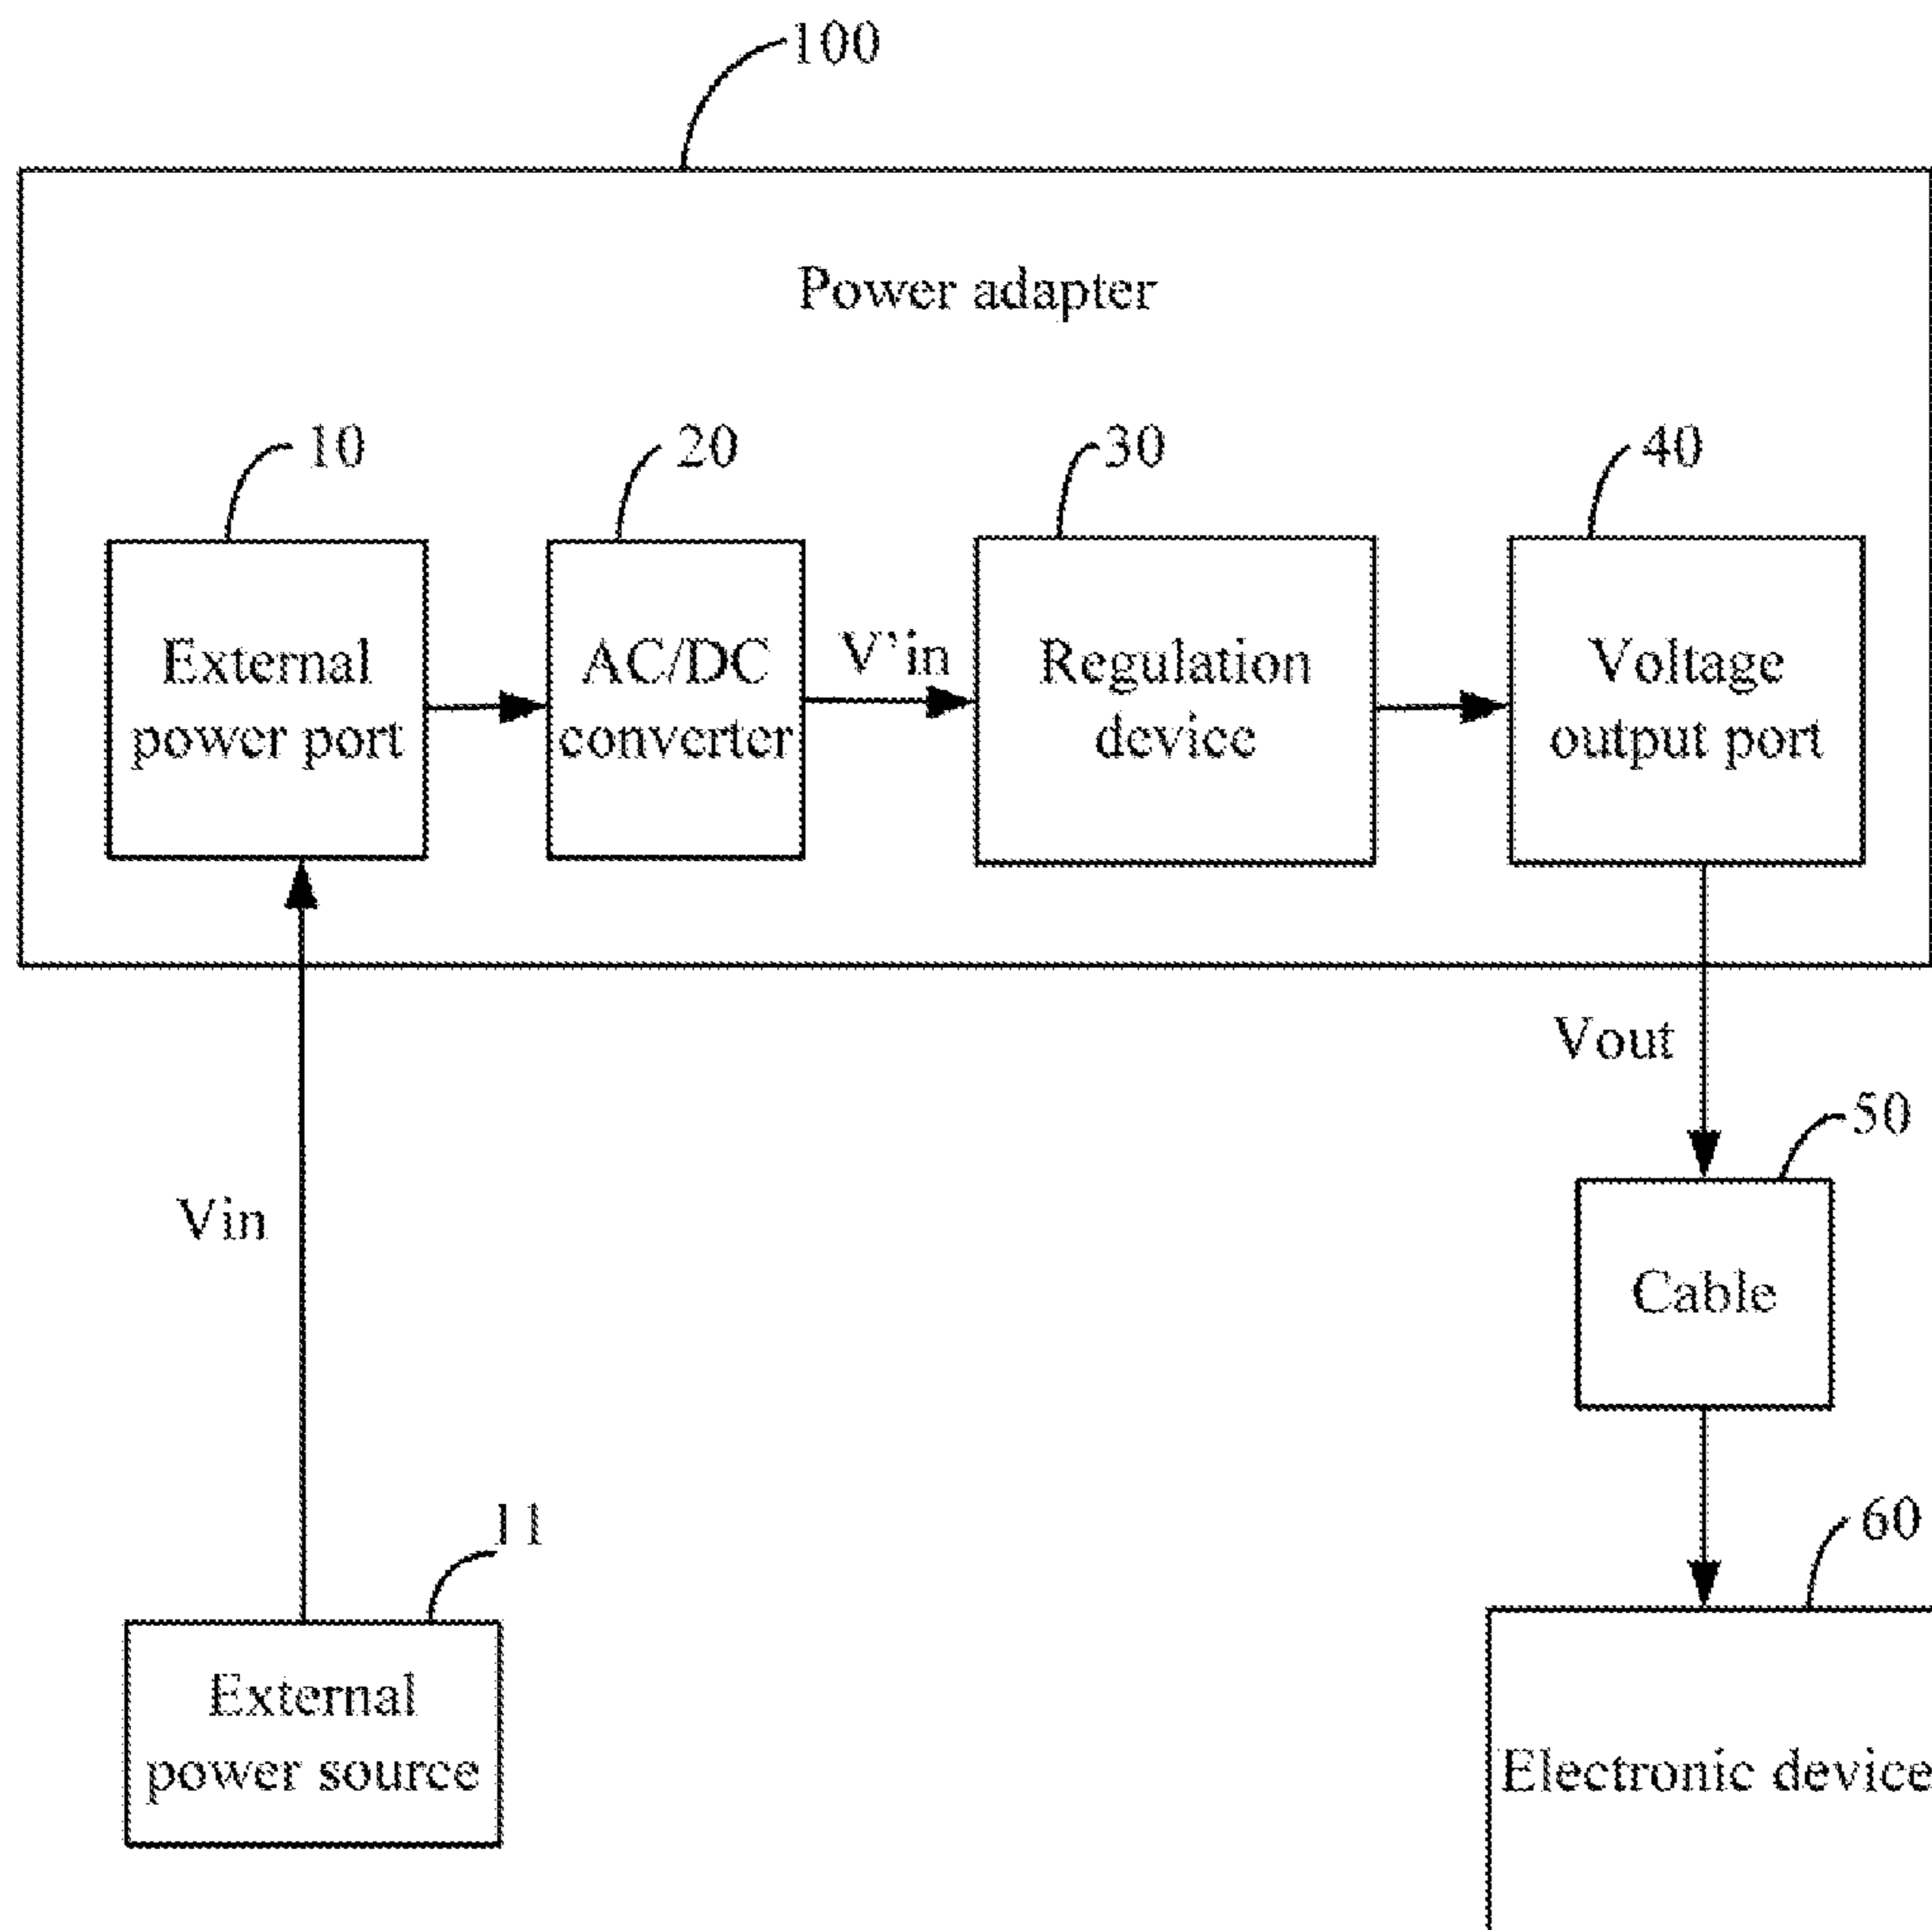 100
Power adapter
10
20
30
40
External
power port
AC/DC
converter
V”in
Regulation
device
Voltage
output port
Vout
50
Vin
Cable
11
60
External
power source
Electronic device